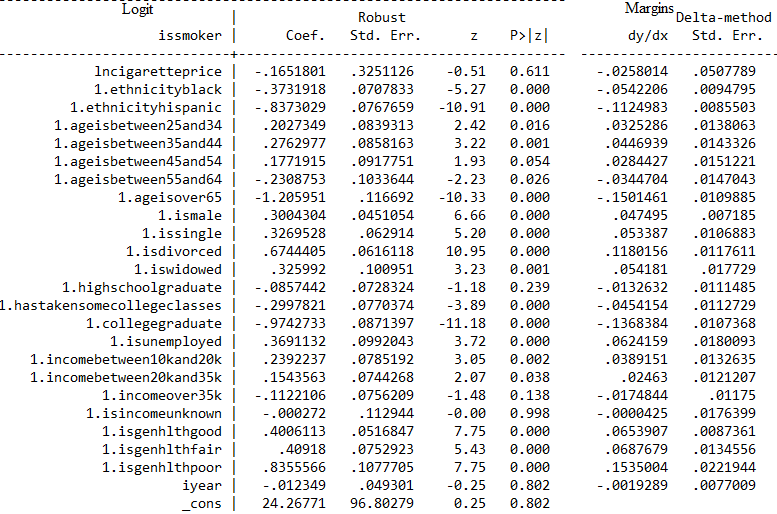 Logit Margins
| Robust Delta-method
issmoker | Coef. Std. Err. z P>|z| dy/dx Std. Err.
lncigaretteprice | -.1651801 .3251126 -0.51 0.611 -.0258014 .0507789
1.ethnicityblack | -.3731918 .0707833 -5.27 0.000 -.0542206 .0094795
1.ethnicityhispanic | -.8373029 .0767659 -10.91 0.000 -.1124983 .0085503
1.ageisbetween25and34 | .2027349 .0839313 2.42 0.016 .0325286 .0138063
1.ageisbetween35and44 | .2762977 .0858163 3.22 0.001 .0446939 .0143326
1.ageisbetween45and54 | .1771915 .0917751 1.93 0.054 .0284427 .0151221
1.ageisbetween55and64 | -.2308753 .1033644 -2.23 0.026 -.0344704 .0147043
1.ageisover65 | -1.205951 .116692 -10.33 0.000 -.1501461 .0109885
1.ismale | .3004304 .0451054 6.66 0.000 .047495 .007185
1.issingle | .3269528 .062914 5.20 0.000 .053387 .0106883
1.isdivorced | .6744405 .0616118 10.95 0.000 .1180156 .0117611
1.iswidowed | .325992 .100951 3.23 0.001 .054181 .017729
1.highschoolgraduate | -.0857442 .0728324 -1.18 0.239 -.0132632 .0111485
1.hastakensomecollegeclasses | -.2997821 .0770374 -3.89 0.000 -.0454154 .0112729
1.collegegraduate | -.9742733 .0871397 -11.18 0.000 -.1368384 .0107368
1.isunemployed | .3691132 .0992043 3.72 0.000 .0624159 .0180093
1.incomebetween10kand20k | .2392237 .0785192 3.05 0.002 .0389151 .0132635
1.incomebetween20kand35k | .1543563 .0744268 2.07 0.038 .02463 .0121207
1.incomeover35k | -.1122106 .0756209 -1.48 0.138 -.0174844 .01175
1.isincomeunknown | -.000272 .112944 -0.00 0.998 -.0000425 .0176399
1.isgenhlthgood | .4006113 .0516847 7.75 0.000 .0653907 .0087361
1.isgenhlthfair | .40918 .0752923 5.43 0.000 .0687679 .0134556
1.isgenhlthpoor | .8355566 .1077705 7.75 0.000 .1535004 .0221944
iyear | -.012349 .049301 -0.25 0.802 -.0019289 .0077009
_cons | 24.26771 96.80279 0.25 0.802